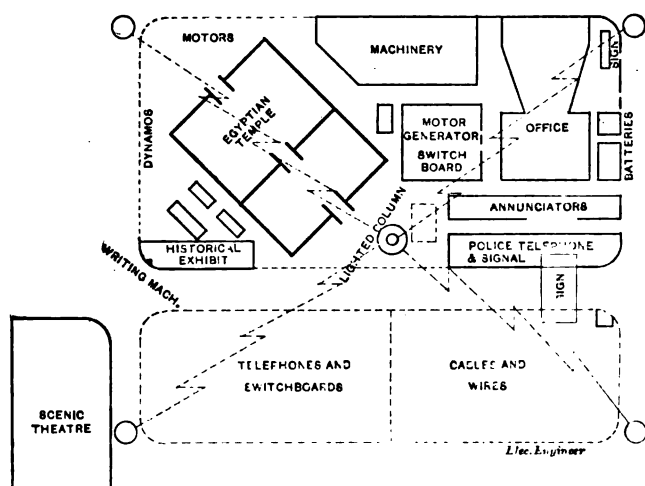 MOTORS
MACHINERY
SIGN
DYNAMOS
EGYPTIAN
TEMPLE
MOTOR
GENERATOR
SWITCH
BOARD
OFFICE
BATTERIES
ANNUNCIATORS
LIGHTED COLUMN
HISTORICAL
EXHIBIT
POLICE TELEPHONE
& SIGNAL
WRITING MACH.
SIGN
TELEPHONES AND
SWITCHBOARDS
CABLES AND
WIRES
SCENIC
THEATRE
Elec. Engineer